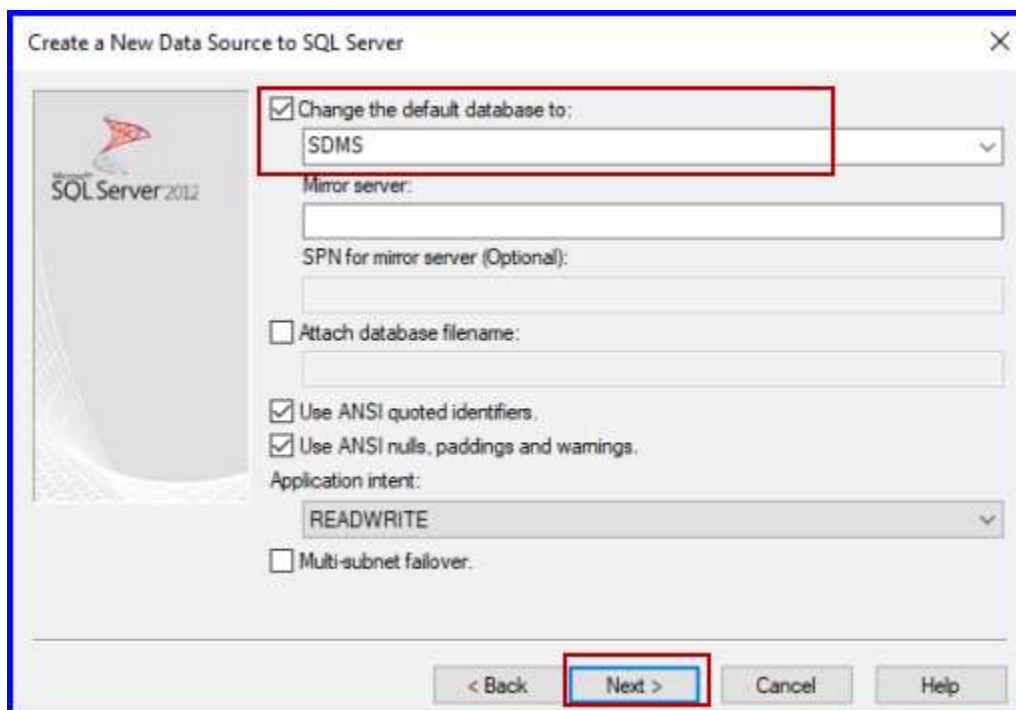 Create a New Data Source to SQL Server
Change the default database to:
SDMS
Microsoft
SQL Server 2012
Mirror server:
SPN for mirror server (Optional):
Attach database filename:
Use ANSI quoted identifiers.
Use ANSI nulls, paddings and warnings.
Application intent:
READWRITE
Multi-subnet failover.
< Back
Next >
Cancel
Help